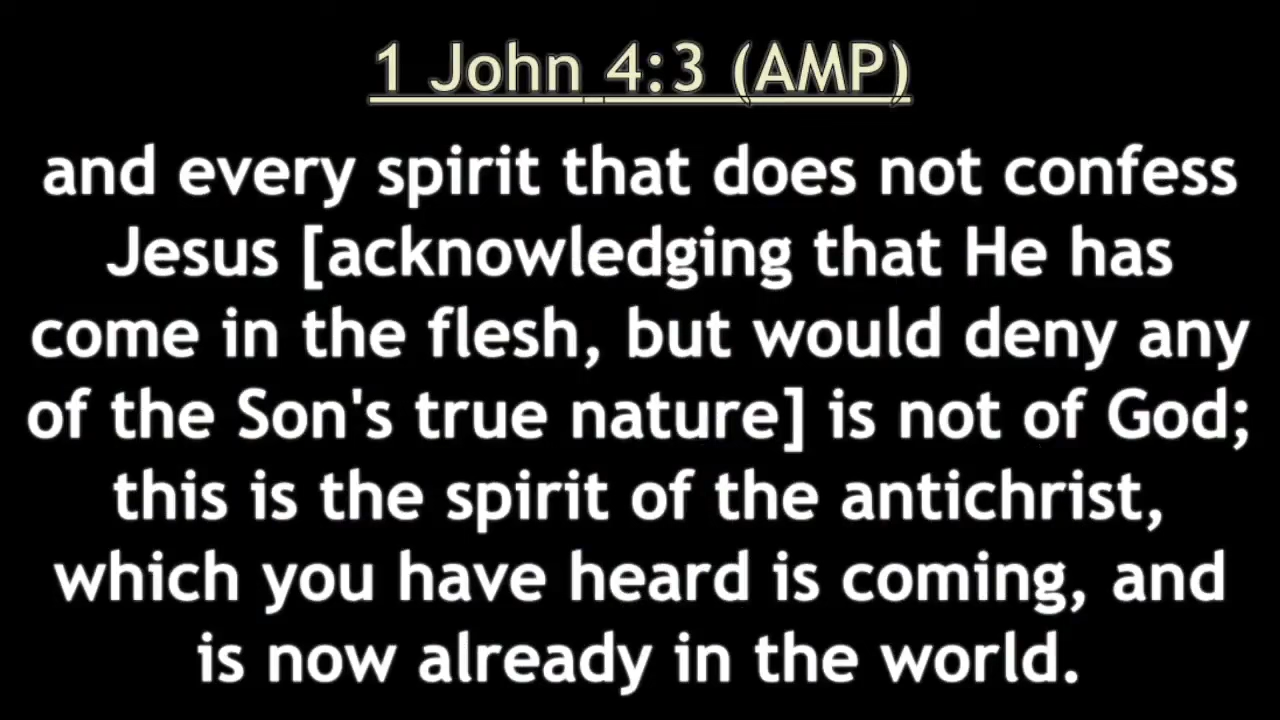 1 John 4:3 (AMP)
and every spirit that does not confess
Jesus [acknowledging that He has
come in the flesh, but would deny any
of the Son's true nature] is not of God;
this is the spirit of the antichrist,
which you have heard is coming, and
is now already in the world.